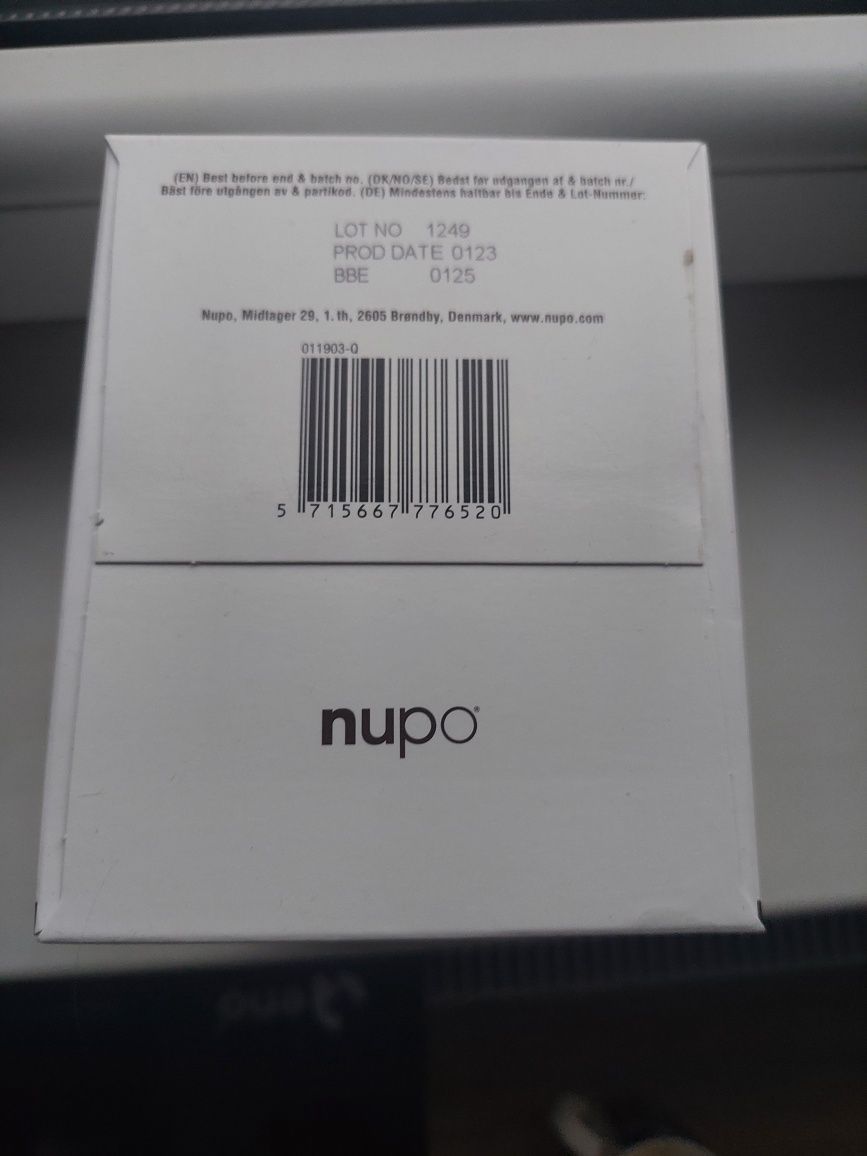 (EN) Best before end & batch no. (DK/NO/SE) Bedst før udgangen af & batch nr./
Bäst före utgången av & partikod. (DE) Mindestens haltbar bis Ende & Lot-Nummer:
LOT NO 1249
PROD DATE 0123
BBE 0125
Nupo, Midtager 29, 1. th, 2605 Brøndby, Denmark, www.nupo.com
011903-Q
5 715667 776520
nupo®